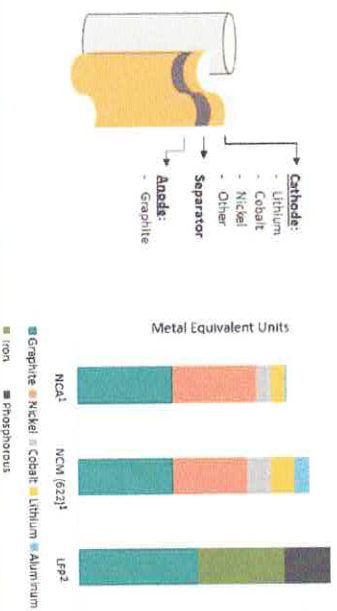 Cathode:
- Lithium
- Cobalt
- Nickel
- Other
Separator
Anode:
- Graphite
Metal Equivalent Units
NCA¹
NCM (622)¹
LFP²
Graphite Nickel Cobalt Lithium Aluminum
Iron Phosphorous